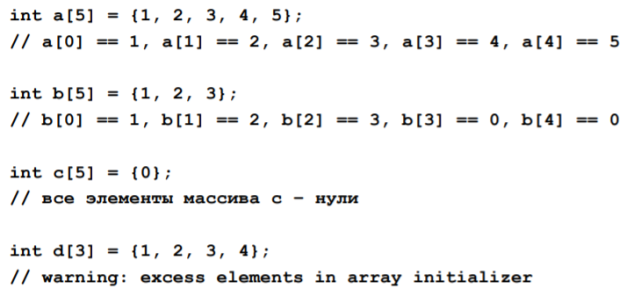 int a[5] = {1, 2, 3, 4, 5};
// a[0] == 1, a[1] == 2, a[2] == 3, a[3] == 4, a[4] == 5
int b[5] = {1, 2, 3};
// b[0] == 1, b[1] == 2, b[2] == 3, b[3] == 0, b[4] == 0
int c[5] = {0};
// все элементы массива c – нули
int d[3] = {1, 2, 3, 4};
// warning: excess elements in array initializer